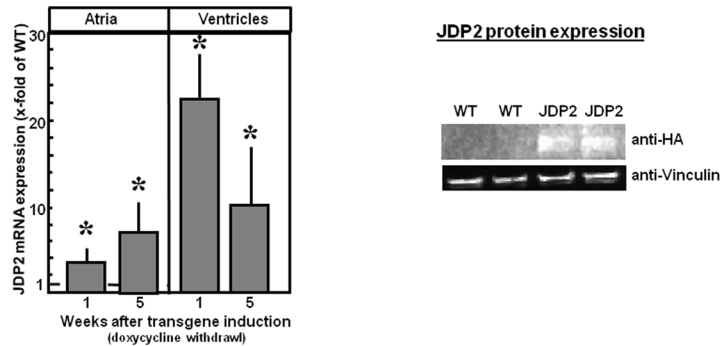 Atria Ventricles
JDP2 mRNA expression (x-fold of WT)
30
20
10
1
* * * *
1 5 1 5
Weeks after transgene induction
(doxycycline withdrawl)
JDP2 protein expression
WT WT JDP2 JDP2
anti-HA
anti-Vinculin